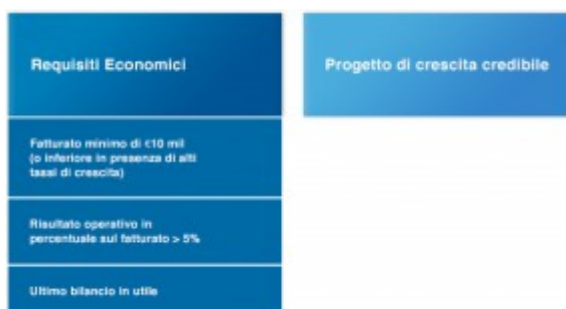 Requisiti Economici
Progetto di crescita credibile
Fatturato minimo di €10 mil
(o inferiore in presenza di alti
tassi di crescita)
Risultato operativo in
percentuale sul fatturato > 5%
Ultimo bilancio in utile